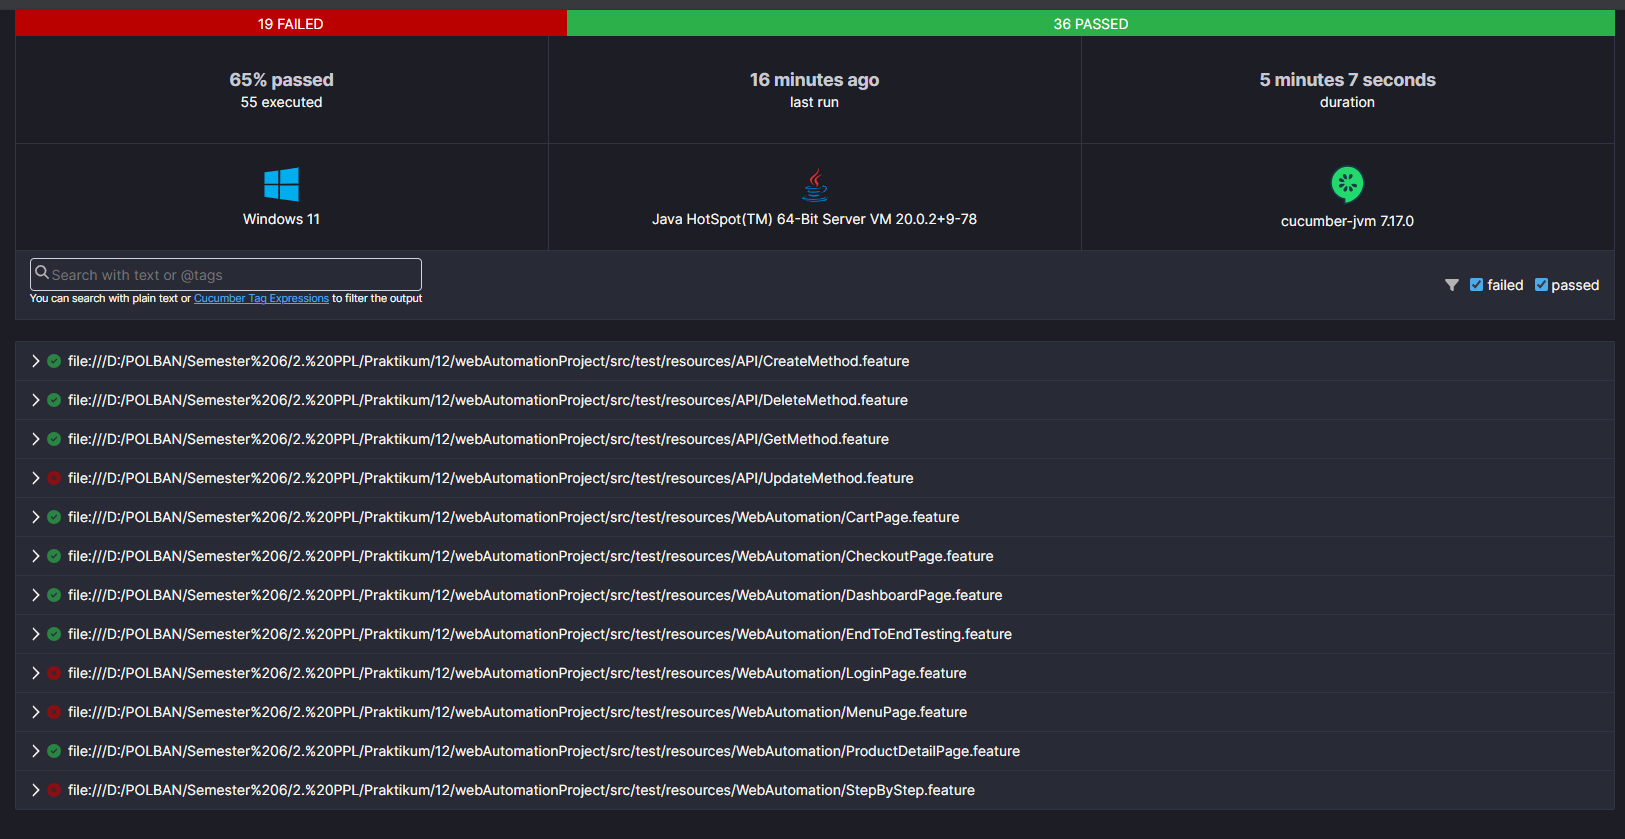 19 FAILED
36 PASSED
65% passed
55 executed
16 minutes ago
last run
5 minutes 7 seconds
duration
Windows 11
Java HotSpot(TM) 64-Bit Server VM 20.0.2+9-78
cucumber-jvm 7.17.0
Search with text or @tags
You can search with plain text or Cucumber Tag Expressions to filter the output
failed
passed
file:///D:/POLBAN/Semester%206/2.%20PPL/Praktikum/12/webAutomationProject/src/test/resources/API/CreateMethod.feature
file:///D:/POLBAN/Semester%206/2.%20PPL/Praktikum/12/webAutomationProject/src/test/resources/API/DeleteMethod.feature
file:///D:/POLBAN/Semester%206/2.%20PPL/Praktikum/12/webAutomationProject/src/test/resources/API/GetMethod.feature
file:///D:/POLBAN/Semester%206/2.%20PPL/Praktikum/12/webAutomationProject/src/test/resources/API/UpdateMethod.feature
file:///D:/POLBAN/Semester%206/2.%20PPL/Praktikum/12/webAutomationProject/src/test/resources/WebAutomation/CartPage.feature
file:///D:/POLBAN/Semester%206/2.%20PPL/Praktikum/12/webAutomationProject/src/test/resources/WebAutomation/CheckoutPage.feature
file:///D:/POLBAN/Semester%206/2.%20PPL/Praktikum/12/webAutomationProject/src/test/resources/WebAutomation/DashboardPage.feature
file:///D:/POLBAN/Semester%206/2.%20PPL/Praktikum/12/webAutomationProject/src/test/resources/WebAutomation/EndToEndTesting.feature
file:///D:/POLBAN/Semester%206/2.%20PPL/Praktikum/12/webAutomationProject/src/test/resources/WebAutomation/LoginPage.feature
file:///D:/POLBAN/Semester%206/2.%20PPL/Praktikum/12/webAutomationProject/src/test/resources/WebAutomation/MenuPage.feature
file:///D:/POLBAN/Semester%206/2.%20PPL/Praktikum/12/webAutomationProject/src/test/resources/WebAutomation/ProductDetailPage.feature
file:///D:/POLBAN/Semester%206/2.%20PPL/Praktikum/12/webAutomationProject/src/test/resources/WebAutomation/StepByStep.feature